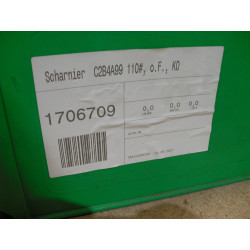 Scharnier C2B4A99 110#, o.F., KD
1706709
0,0 0,0 0,0